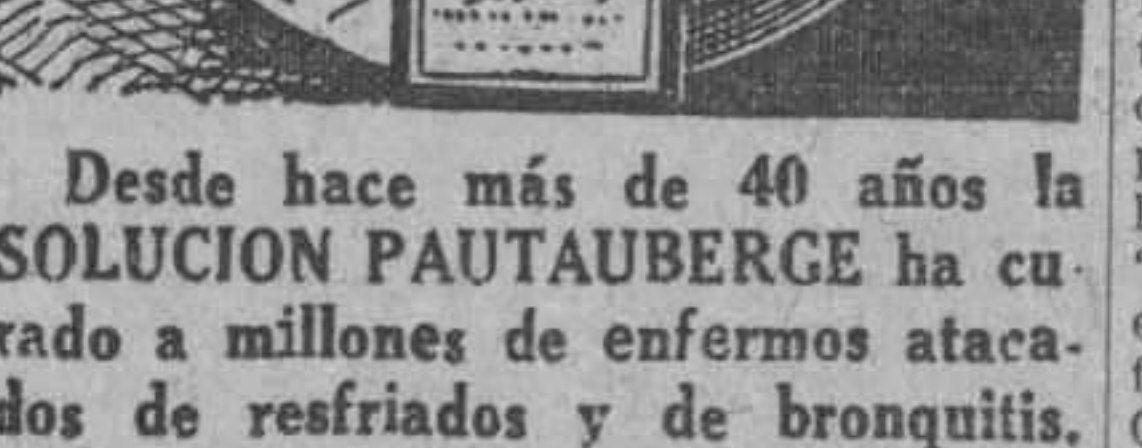 Desde hace más de 40 años la
SOLUCION PAUTAUBERGE ha cu-
rado a millones de enfermos ataca-
dos de resfriados y de bronquitis.